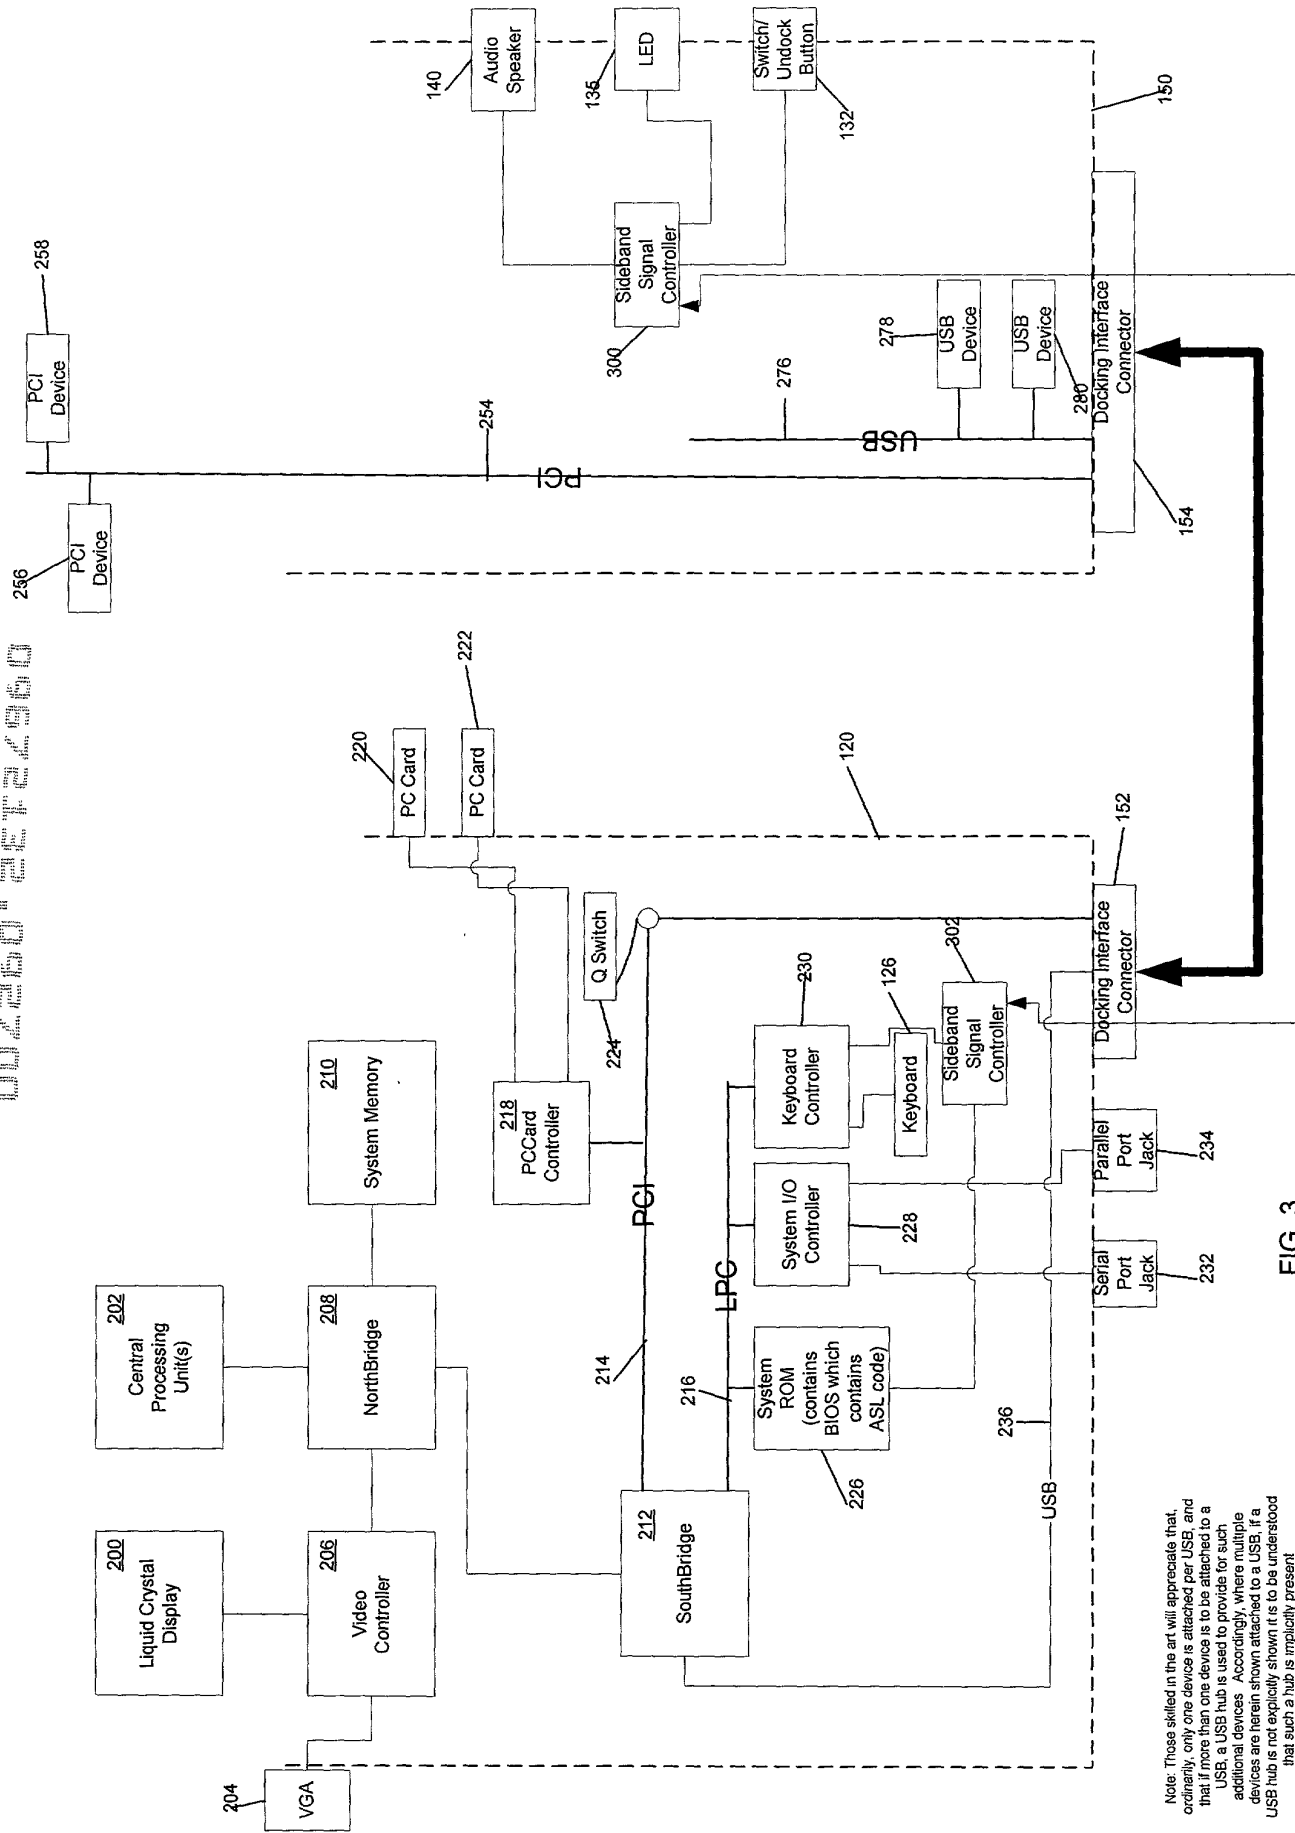 204
VGA
200
Liquid Crystal
Display
206
Video
Controller
202
Central
Processing
Unit(s)
208
NorthBridge
210
System Memory
212
SouthBridge
214
PCI
216
LPC
218
PCCard
Controller
220
PC Card
222
PC Card
224
Q Switch
226
System
ROM
(contains
BIOS which
contains
ASL code)
228
System I/O
Controller
230
Keyboard
Controller
126
Keyboard
302
Sideband
Signal
Controller
120
236
USB
232
Serial
Port
Jack
234
Parallel
Port
Jack
152
Docking Interface
Connector
256
PCI
Device
258
PCI
Device
254
PCI
276
USB
278
USB
Device
280
USB
Device
300
Sideband
Signal
Controller
140
Audio
Speaker
135
LED
132
Switch/
Undock
Button
150
154
Docking Interface
Connector
Note: Those skilled in the art will appreciate that,
ordinarily, only one device is attached per USB, and
that if more than one device is to be attached to a
USB, a USB hub is used to provide for such
additional devices Accordingly, where multiple
devices are herein shown attached to a USB, if a
USB hub is not explicitly shown it is to be understood
that such a hub is implicitly present
FIG. 3